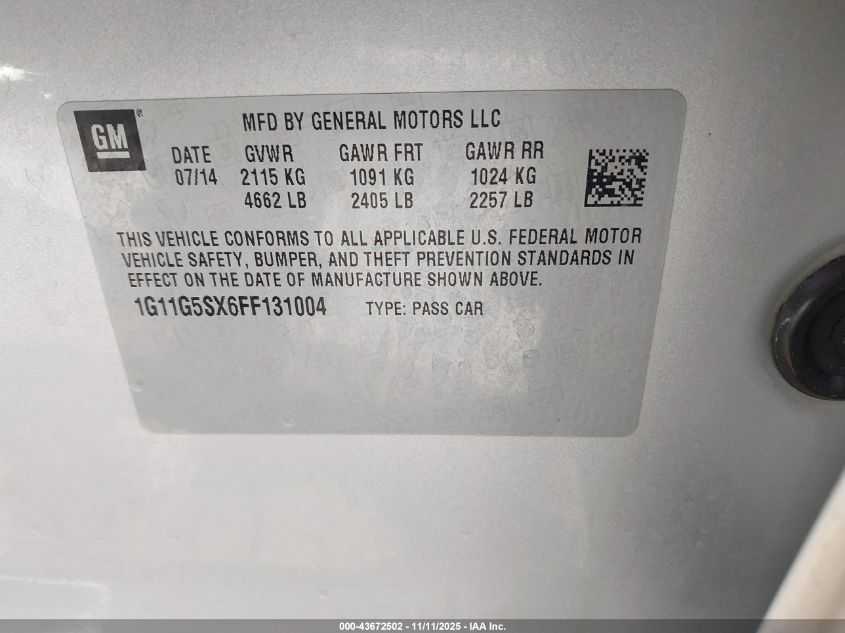 GM ®
MFD BY GENERAL MOTORS LLC
DATE GVWR GAWR FRT GAWR RR
07/14 2115 KG 1091 KG 1024 KG
4662 LB 2405 LB 2257 LB
THIS VEHICLE CONFORMS TO ALL APPLICABLE U.S. FEDERAL MOTOR
VEHICLE SAFETY, BUMPER, AND THEFT PREVENTION STANDARDS IN
EFFECT ON THE DATE OF MANUFACTURE SHOWN ABOVE.
1G11G5SX6FF131004 TYPE: PASS CAR
000-43672502 - 11/11/2025 - IAA Inc.